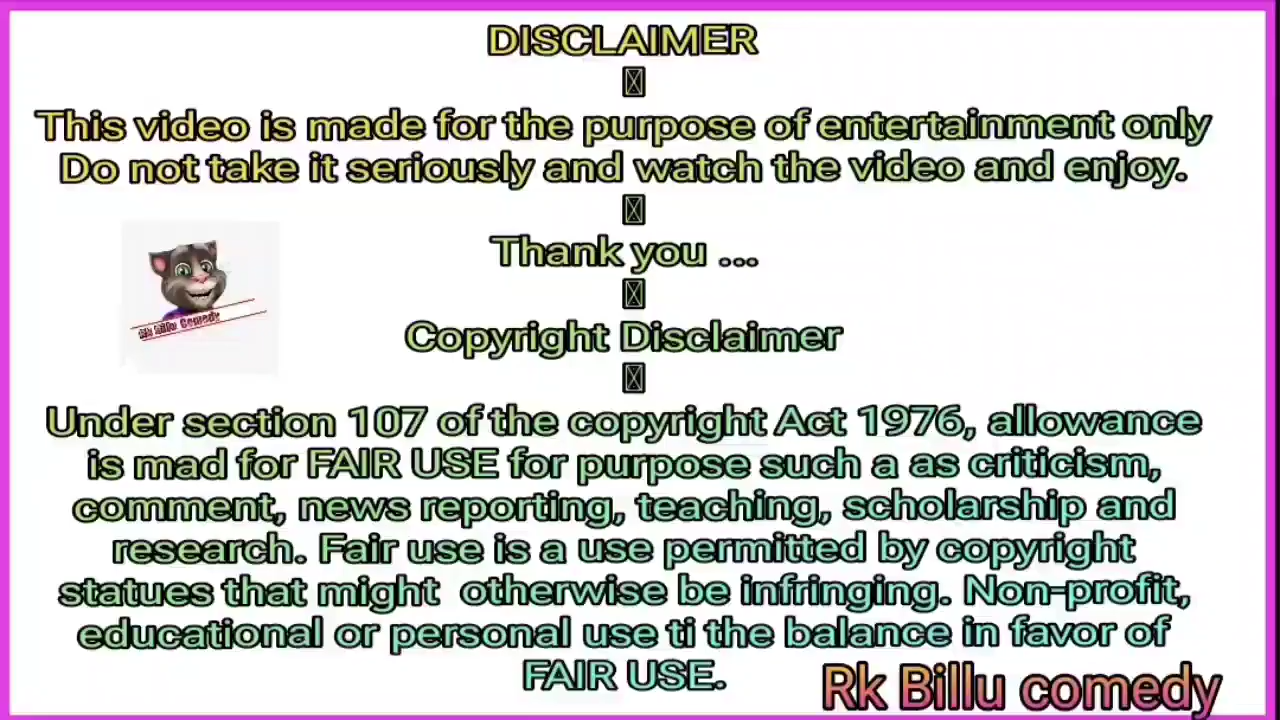 DISCLAIMER
This video is made for the purpose of entertainment only
Do not take it seriously and watch the video and enjoy.
Thank you ...
Rk Billu Comedy
Copyright Disclaimer
Under section 107 of the copyright Act 1976, allowance
is mad for FAIR USE for purpose such a as criticism,
comment, news reporting, teaching, scholarship and
research. Fair use is a use permitted by copyright
statues that might otherwise be infringing. Non-profit,
educational or personal use ti the balance in favor of
FAIR USE.
Rk Billu comedy